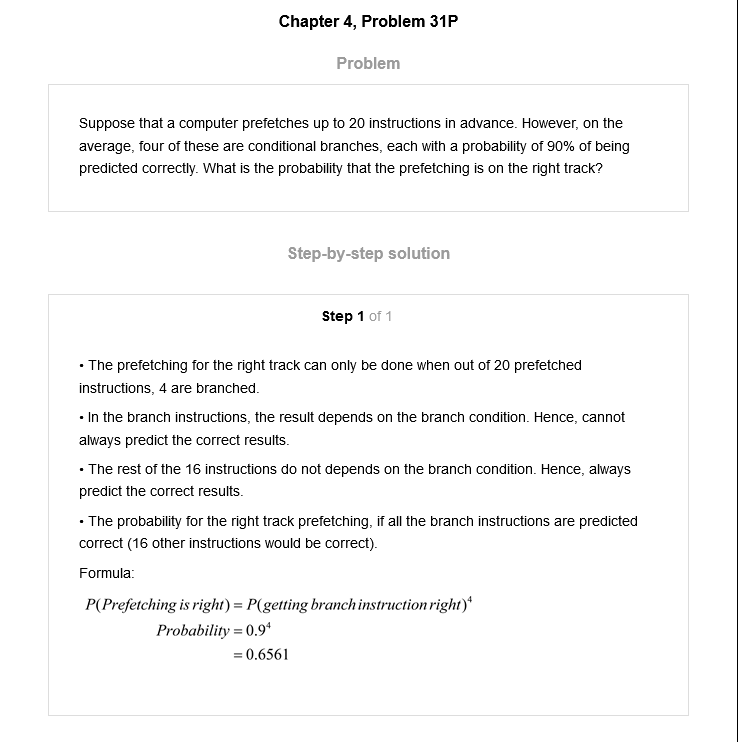 Chapter 4, Problem 31P
Problem
Suppose that a computer prefetches up to 20 instructions in advance. However, on the
average, four of these are conditional branches, each with a probability of 90% of being
predicted correctly. What is the probability that the prefetching is on the right track?
Step-by-step solution
Step 1 of 1
• The prefetching for the right track can only be done when out of 20 prefetched
instructions, 4 are branched.
• In the branch instructions, the result depends on the branch condition. Hence, cannot
always predict the correct results.
• The rest of the 16 instructions do not depends on the branch condition. Hence, always
predict the correct results.
• The probability for the right track prefetching, if all the branch instructions are predicted
correct (16 other instructions would be correct).
Formula:
P(Prefetching is right) = P(getting branch instruction right)⁴
Probability = 0.9⁴
= 0.6561